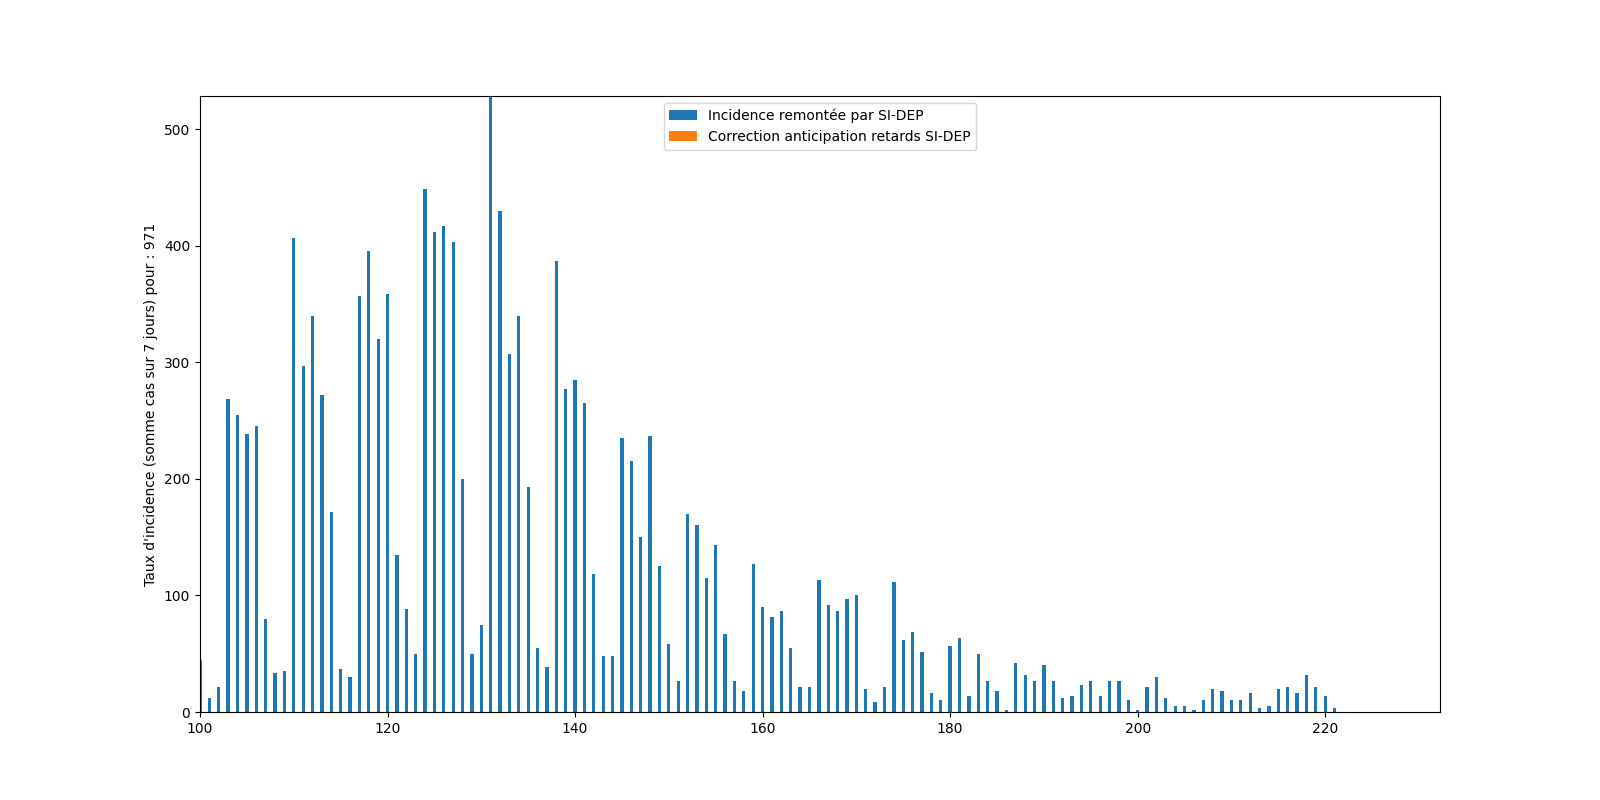 Incidence remontée par SI-DEP
Correction anticipation retards SI-DEP
Taux d'incidence (somme cas sur 7 jours) pour : 971
500
400
300
200
100
0
100 120 140 160 180 200 220